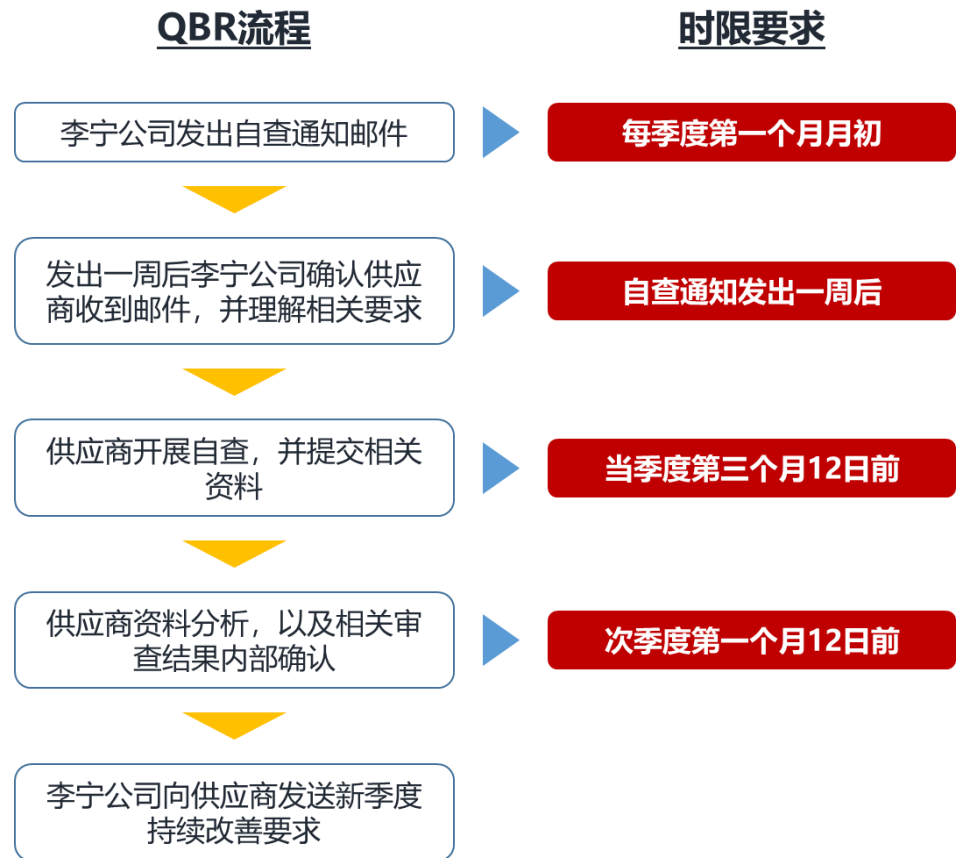 QBR流程
时限要求
李宁公司发出自查通知邮件
每季度第一个月月初
发出一周后李宁公司确认供应
商收到邮件，并理解相关要求
自查通知发出一周后
供应商开展自查，并提交相关
资料
当季度第三个月12日前
供应商资料分析，以及相关审
查结果内部确认
次季度第一个月12日前
李宁公司向供应商发送新季度
持续改善要求